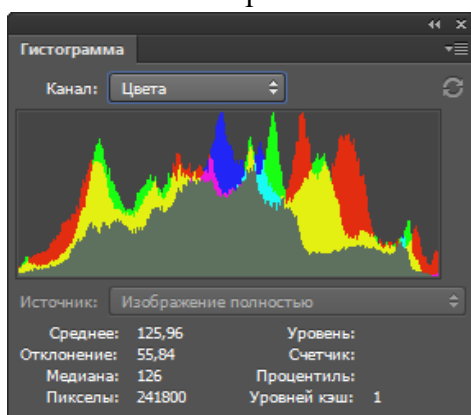 Гистограмма
Канал: Цвета
Источник: Изображение полностью
Среднее: 125,96 Уровень:
Отклонение: 55,84 Счетчик:
Медиана: 126 Процентиль:
Пикселы: 241800 Уровней кэш: 1